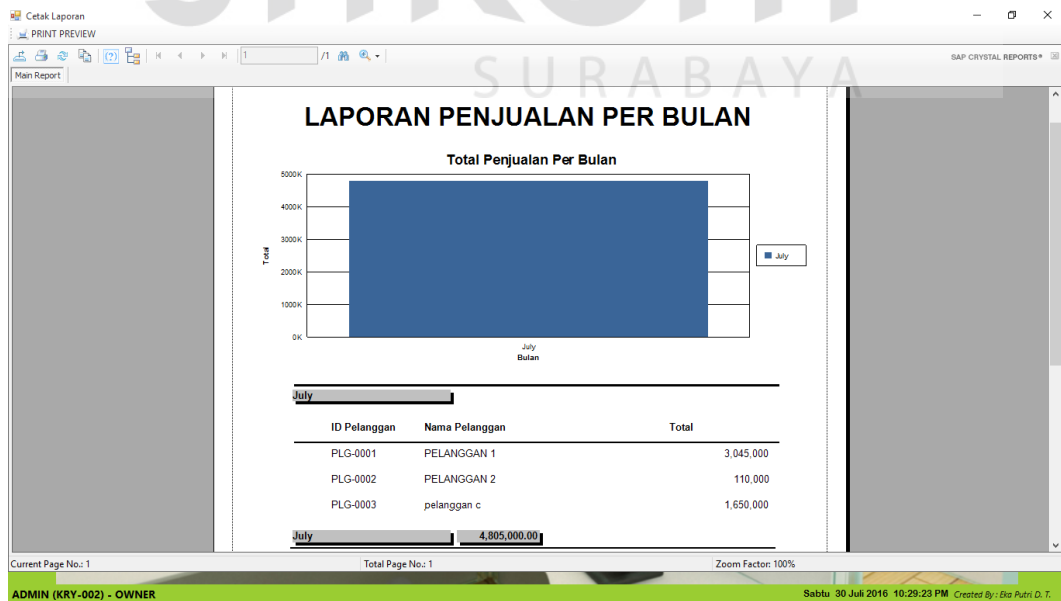 Cetak Laporan
PRINT PREVIEW
1 /1
SAP CRYSTAL REPORTS®
Main Report
SURABAYA
LAPORAN PENJUALAN PER BULAN
Total Penjualan Per Bulan
5000K
4000K
3000K
2000K
1000K
0K
Total
July
July
Bulan
July
ID Pelanggan Nama Pelanggan Total
PLG-0001 PELANGGAN 1 3,045,000
PLG-0002 PELANGGAN 2 110,000
PLG-0003 pelanggan c 1,650,000
July 4,805,000.00
Current Page No.: 1 Total Page No.: 1 Zoom Factor: 100%
ADMIN (KRY-002) - OWNER Sabtu 30 Juli 2016 10:29:23 PM Created By : Eka Putri D. T.